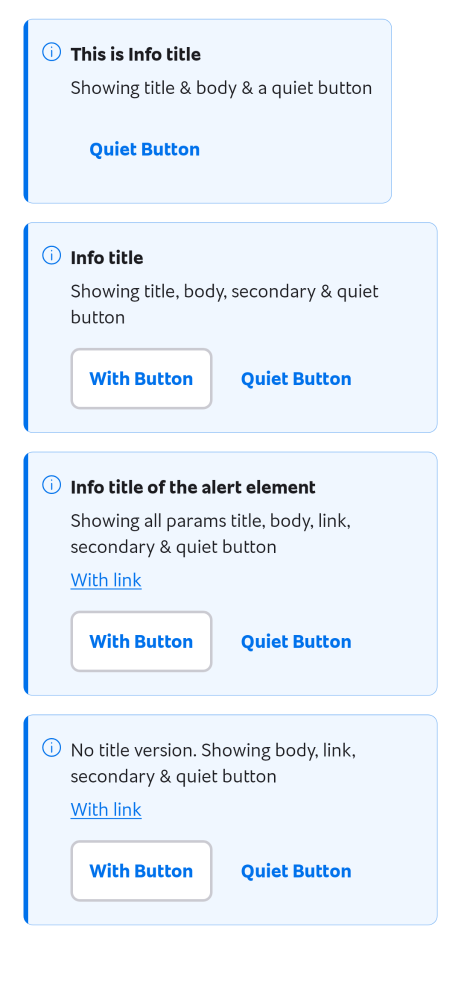 This is Info title
Showing title & body & a quiet button
Quiet Button
Info title
Showing title, body, secondary & quiet
button
With Button
Quiet Button
Info title of the alert element
Showing all params title, body, link,
secondary & quiet button
With link
With Button
Quiet Button
No title version. Showing body, link,
secondary & quiet button
With link
With Button
Quiet Button